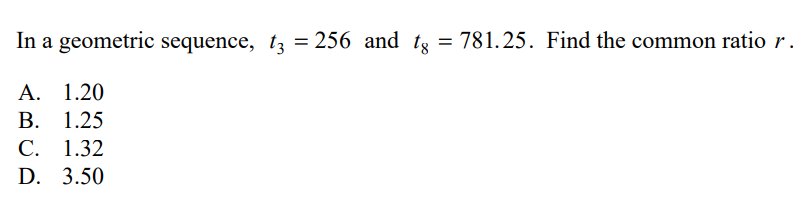 In a geometric sequence, t₃ = 256 and t₈ = 781.25. Find the common ratio r.
A. 1.20
B. 1.25
C. 1.32
D. 3.50